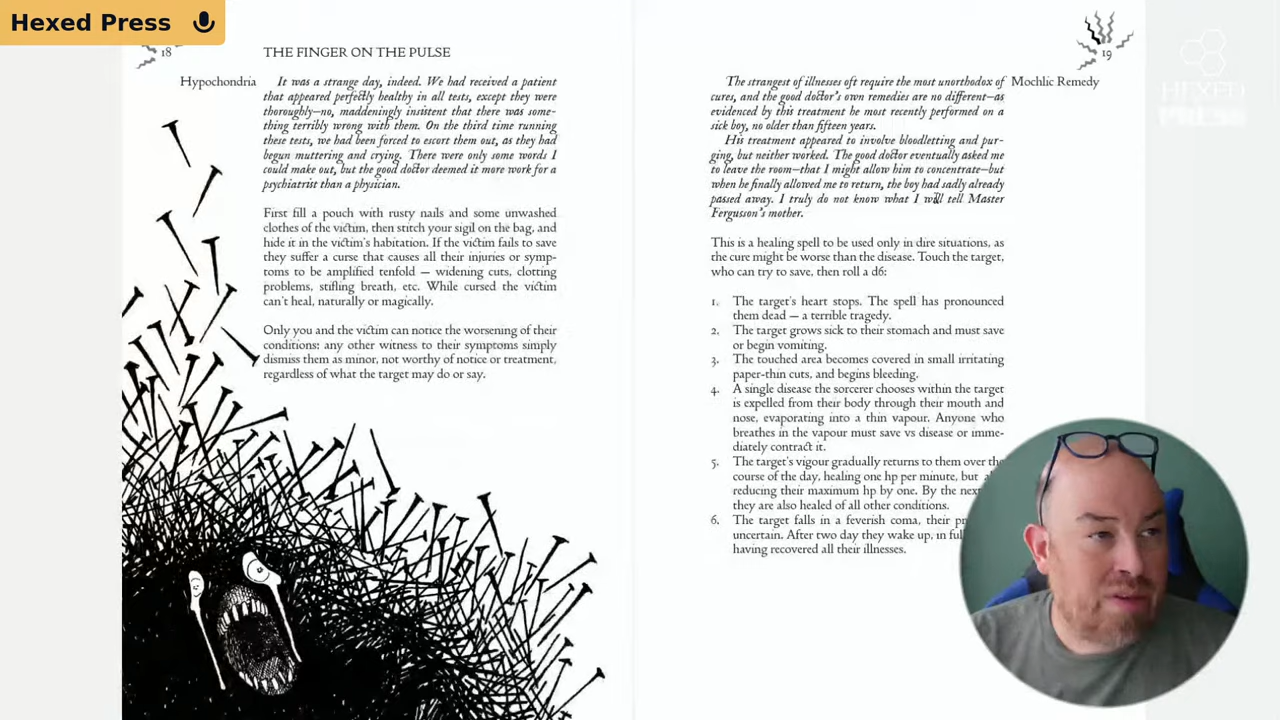 Hexed Press
18
THE FINGER ON THE PULSE
Hypochondria
It was a strange day, indeed. We had received a patient
that appeared perfectly healthy in all tests, except they were
thoroughly—no, maddeningly insistent that there was some-
thing terribly wrong with them. On the third time running
these tests, we had been forced to escort them out, as they had
begun muttering and crying. There were only some words I
could make out, but the good doctor deemed it more work for a
psychiatrist than a physician.
First fill a pouch with rusty nails and some unwashed
clothes of the victim, then stitch your sigil on the bag, and
hide it in the victim's habitation. If the victim fails to save
they suffer a curse that causes all their injuries or symp-
toms to be amplified tenfold — widening cuts, clotting
problems, stifling breath, etc. While cursed the victim
can't heal, naturally or magically.
Only you and the victim can notice the worsening of their
conditions: any other witness to their symptoms simply
dismiss them as minor, not worthy of notice or treatment,
regardless of what the target may do or say.
19
Mochlic Remedy
The strangest of illnesses oft require the most unorthodox of
cures, and the good doctor's own remedies are no different—as
evidenced by this treatment he most recently performed on a
sick boy, no older than fifteen years.
His treatment appeared to involve bloodletting and pur-
ging, but neither worked. The good doctor eventually asked me
to leave the room—that I might allow him to concentrate—but
when he finally allowed me to return, the boy had sadly already
passed away. I truly do not know what I will tell Master
Fergusson's mother.
This is a healing spell to be used only in dire situations, as
the cure might be worse than the disease. Touch the target,
who can try to save, then roll a d6:
1. The target's heart stops. The spell has pronounced
them dead — a terrible tragedy.
2. The target grows sick to their stomach and must save
or begin vomiting.
3. The touched area becomes covered in small irritating
paper-thin cuts, and begins bleeding.
4. A single disease the sorcerer chooses within the target
is expelled from their body through their mouth and
nose, evaporating into a thin vapour. Anyone who
breathes in the vapour must save vs disease or imme-
diately contract it.
5. The target's vigour gradually returns to them over the
course of the day, healing one hp per minute, but
reducing their maximum hp by one. By the next
they are also healed of all other conditions.
6. The target falls in a feverish coma, their
uncertain. After two day they wake up, in
having recovered all their illnesses.
HEXED
PRESS